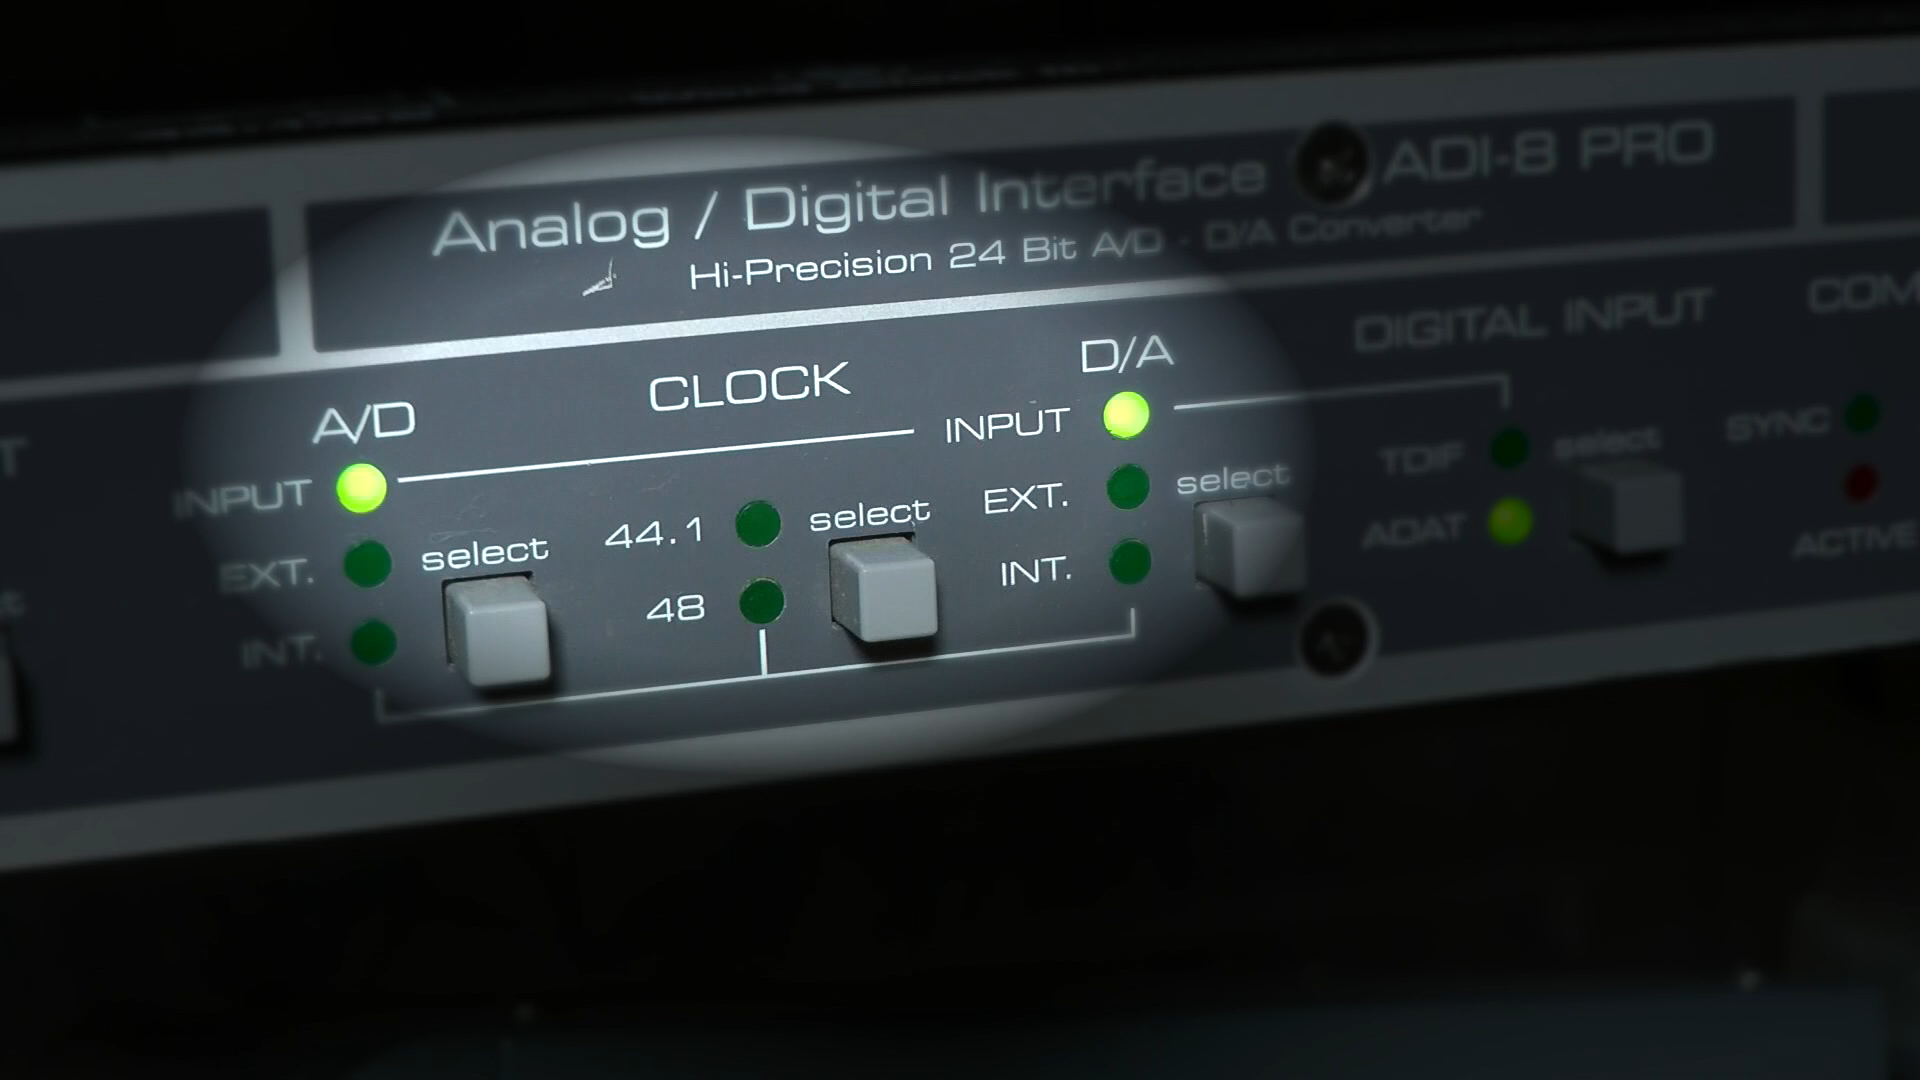 Analog / Digital Interface ADI-8 PRO
Hi-Precision 24 Bit A/D - D/A Converter
CLOCK
A/D
INPUT
EXT.
INT.
select
44.1
48
select
D/A
INPUT
EXT.
INT.
select
DIGITAL INPUT
TDIF
ADAT
select
COM
SYNC
ACTIVE